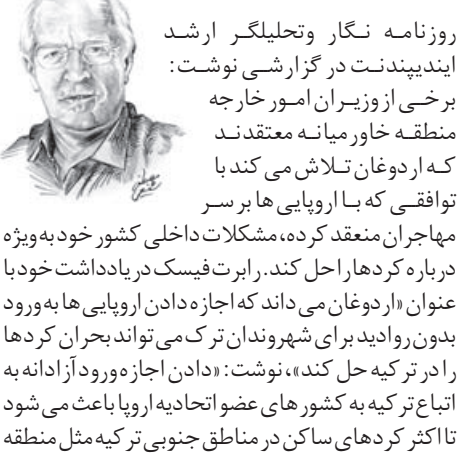 روزنامه نگار وتحلیلگر ارشد
ایندیپندنت در گزارشی نوشت:
برخی از وزیران امور خارجه
منطقه خاورمیانه معتقدند
که اردوغان تلاش می کند با
توافقی که با اروپایی ها بر سر
مهاجران منعقد کرده، مشکلات داخلی کشور خود به ویژه
درباره کردها را حل کند. رابرت فیسک در یادداشت خود با
عنوان «اردوغان می داند که اجازه دادن اروپایی ها به ورود
بدون روادید برای شهروندان ترک می تواند بحران کردها
را در ترکیه حل کند»، نوشت: «دادن اجازه ورود آزادانه به
اتباع ترکیه به کشورهای عضو اتحادیه اروپا باعث می شود
تا اکثر کردهای ساکن در مناطق جنوبی ترکیه مثل منطقه